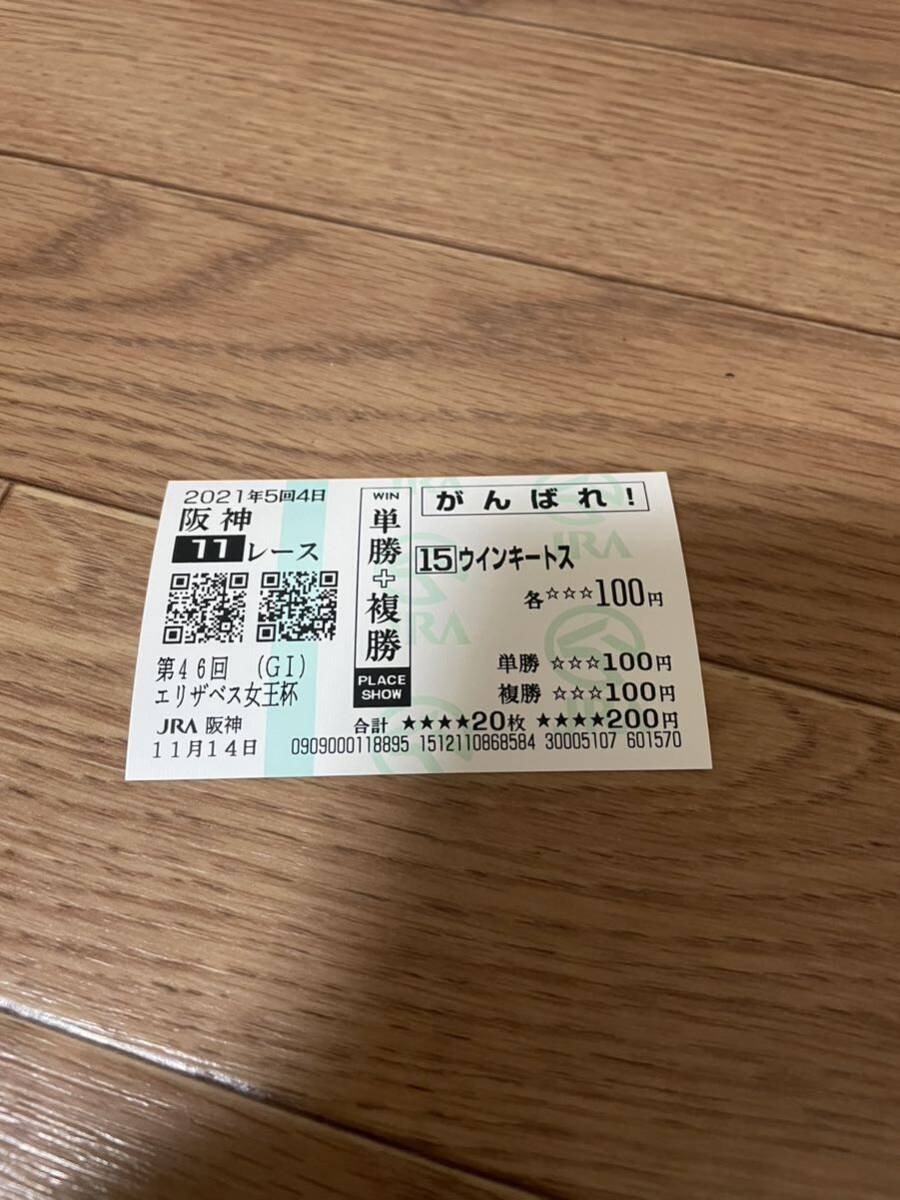 2021年5回4日
阪神
11レース
第46回 (GI)
エリザベス女王杯
JRA 阪神
11月14日
WIN
単勝+複勝
PLACE
SHOW
がんばれ!
15ウインキートス
各☆☆☆100円
単勝 ☆☆☆100円
複勝 ☆☆☆100円
合計 ★★★★20枚 ★★★★200円
0909000118895 1512110868584 30005107 601570
JRA
JRA